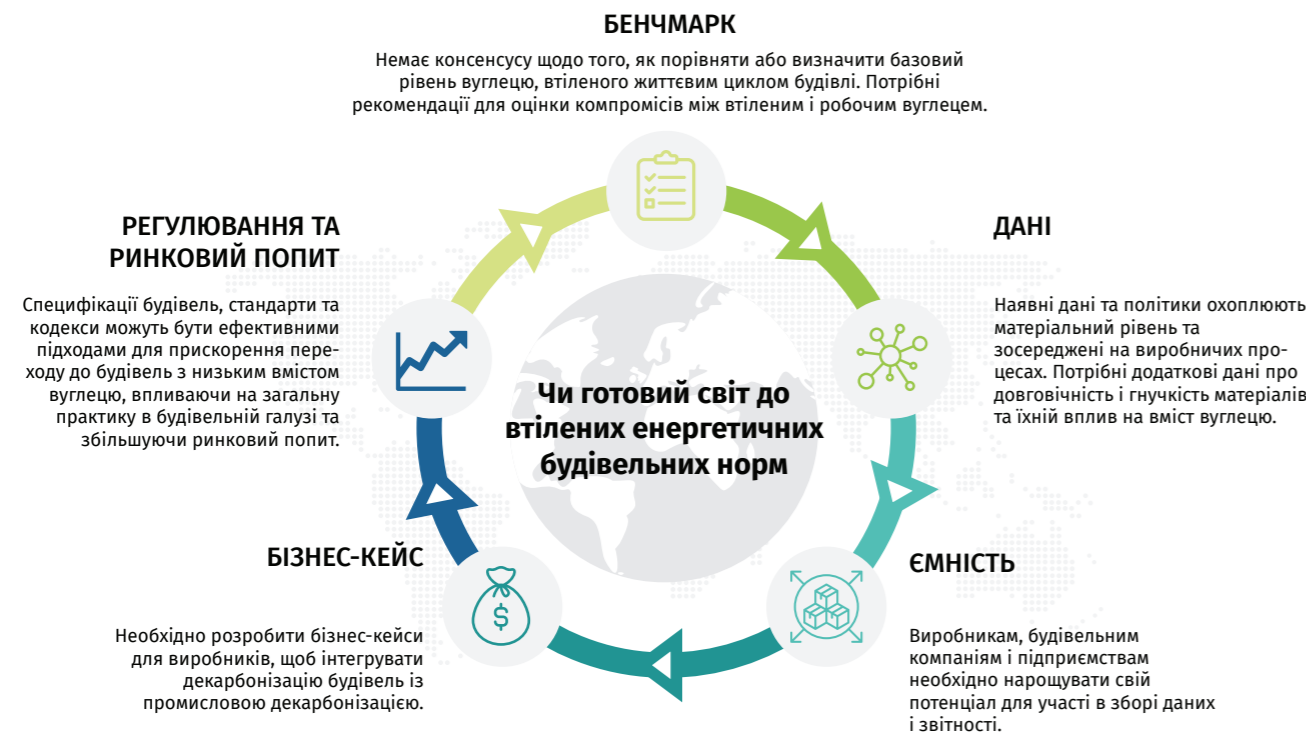 БЕНЧМАРК
Немає консенсусу щодо того, як порівняти або визначити базовий
рівень вуглецю, втіленого життєвим циклом будівлі. Потрібні
рекомендації для оцінки компромісів між втіленим і робочим вуглецем.
РЕГУЛЮВАННЯ ТА
РИНКОВИЙ ПОПИТ
Специфікації будівель, стандарти та
кодекси можуть бути ефективними
підходами для прискорення пере-
ходу до будівель з низьким вмістом
вуглецю, впливаючи на загальну
практику в будівельній галузі та
збільшуючи ринковий попит.
ДАНІ
Наявні дані та політики охоплюють
матеріальний рівень та
зосереджені на виробничих про-
цесах. Потрібні додаткові дані про
довговічність і гнучкість матеріалів
та їхній вплив на вміст вуглецю.
Чи готовий світ до
втілених енергетичних
будівельних норм
БІЗНЕС-КЕЙС
Необхідно розробити бізнес-кейси
для виробників, щоб інтегрувати
декарбонізацію будівель із
промисловою декарбонізацією.
$
ЄМНІСТЬ
Виробникам, будівельним
компаніям і підприємствам
необхідно нарощувати свій
потенціал для участі в зборі даних
і звітності.